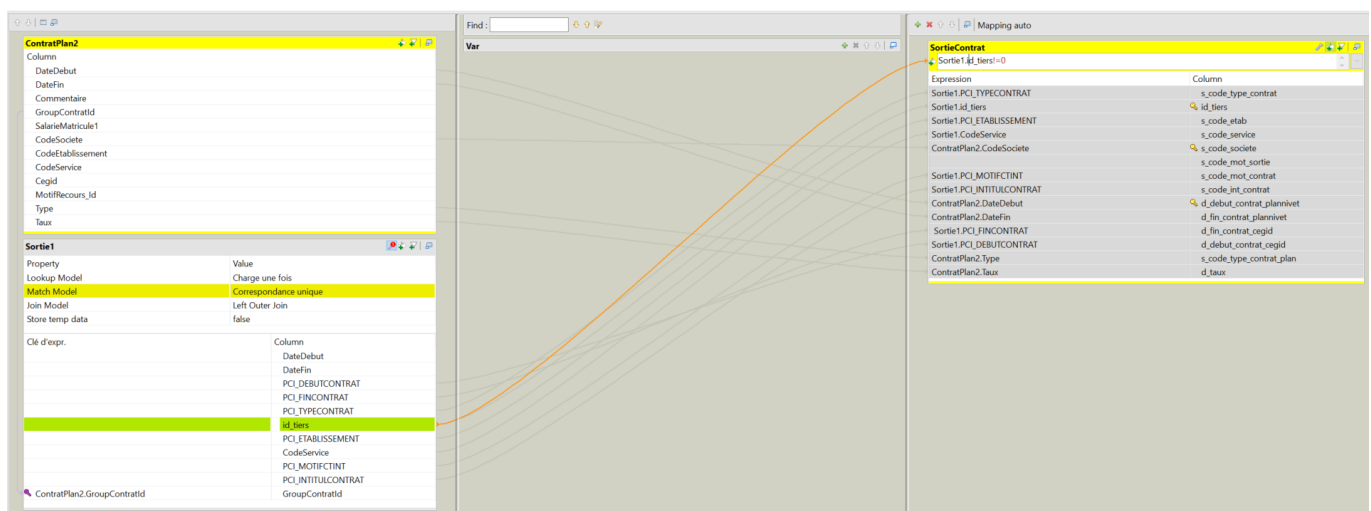 Find :
Mapping auto
ContratPlan2
Column
DateDebut
DateFin
Commentaire
GroupContratId
SalarieMatricule1
CodeSociete
CodeEtablissement
CodeService
Cegid
MotifRecours_Id
Type
Taux
Sortie1
Property Value
Lookup Model Charge une fois
Match Model Correspondance unique
Join Model Left Outer Join
Store temp data false
Clé d'expr. Column
DateDebut
DateFin
PCI_DEBUTCONTRAT
PCI_FINCONTRAT
PCI_TYPECONTRAT
id_tiers
PCI_ETABLISSEMENT
CodeService
PCI_MOTIFCTINT
PCI_INTITULCONTRAT
ContratPlan2.GroupContratId GroupContratId
Var
SortieContrat
Sortie1.id_tiers!=0
Expression Column
Sortie1.PCI_TYPECONTRAT s_code_type_contrat
Sortie1.id_tiers id_tiers
Sortie1.PCI_ETABLISSEMENT s_code_etab
Sortie1.CodeService s_code_service
ContratPlan2.CodeSociete s_code_societe
s_code_mot_sortie
Sortie1.PCI_MOTIFCTINT s_code_mot_contrat
Sortie1.PCI_INTITULCONTRAT s_code_int_contrat
ContratPlan2.DateDebut d_debut_contrat_plannivet
ContratPlan2.DateFin d_fin_contrat_plannivet
Sortie1.PCI_FINCONTRAT d_fin_contrat_cegid
Sortie1.PCI_DEBUTCONTRAT d_debut_contrat_cegid
ContratPlan2.Type s_code_type_contrat_plan
ContratPlan2.Taux d_taux